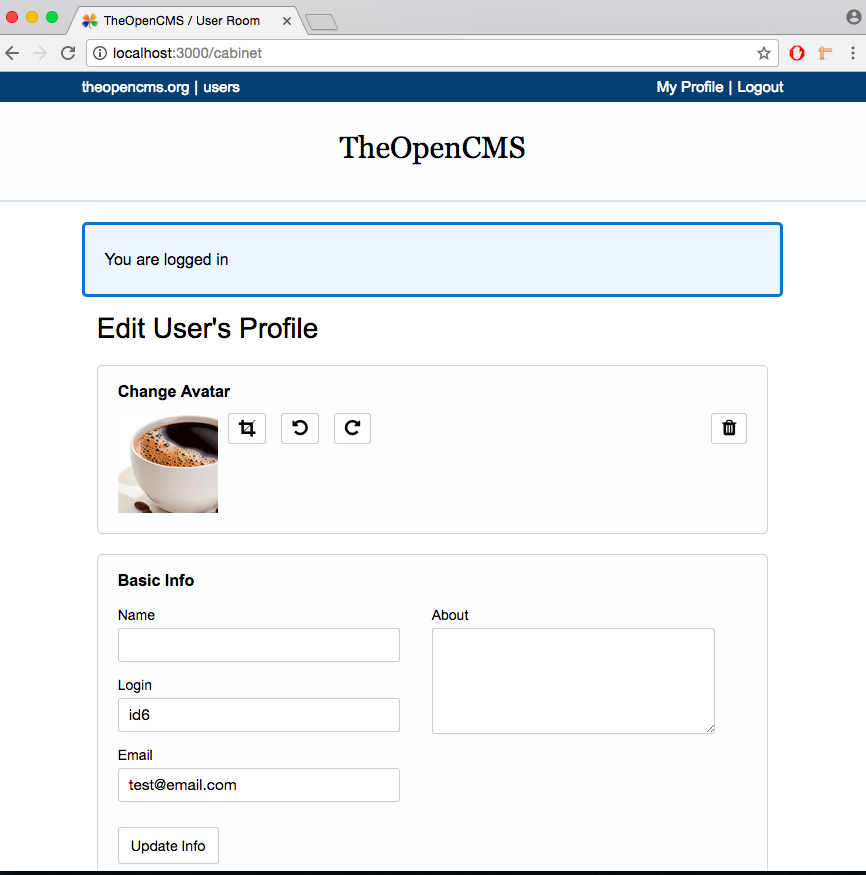 TheOpenCMS / User Room
localhost:3000/cabinet
theopencms.org | users
My Profile | Logout
TheOpenCMS
You are logged in
Edit User's Profile
Change Avatar
Basic Info
Name
About
Login
id6
Email
test@email.com
Update Info